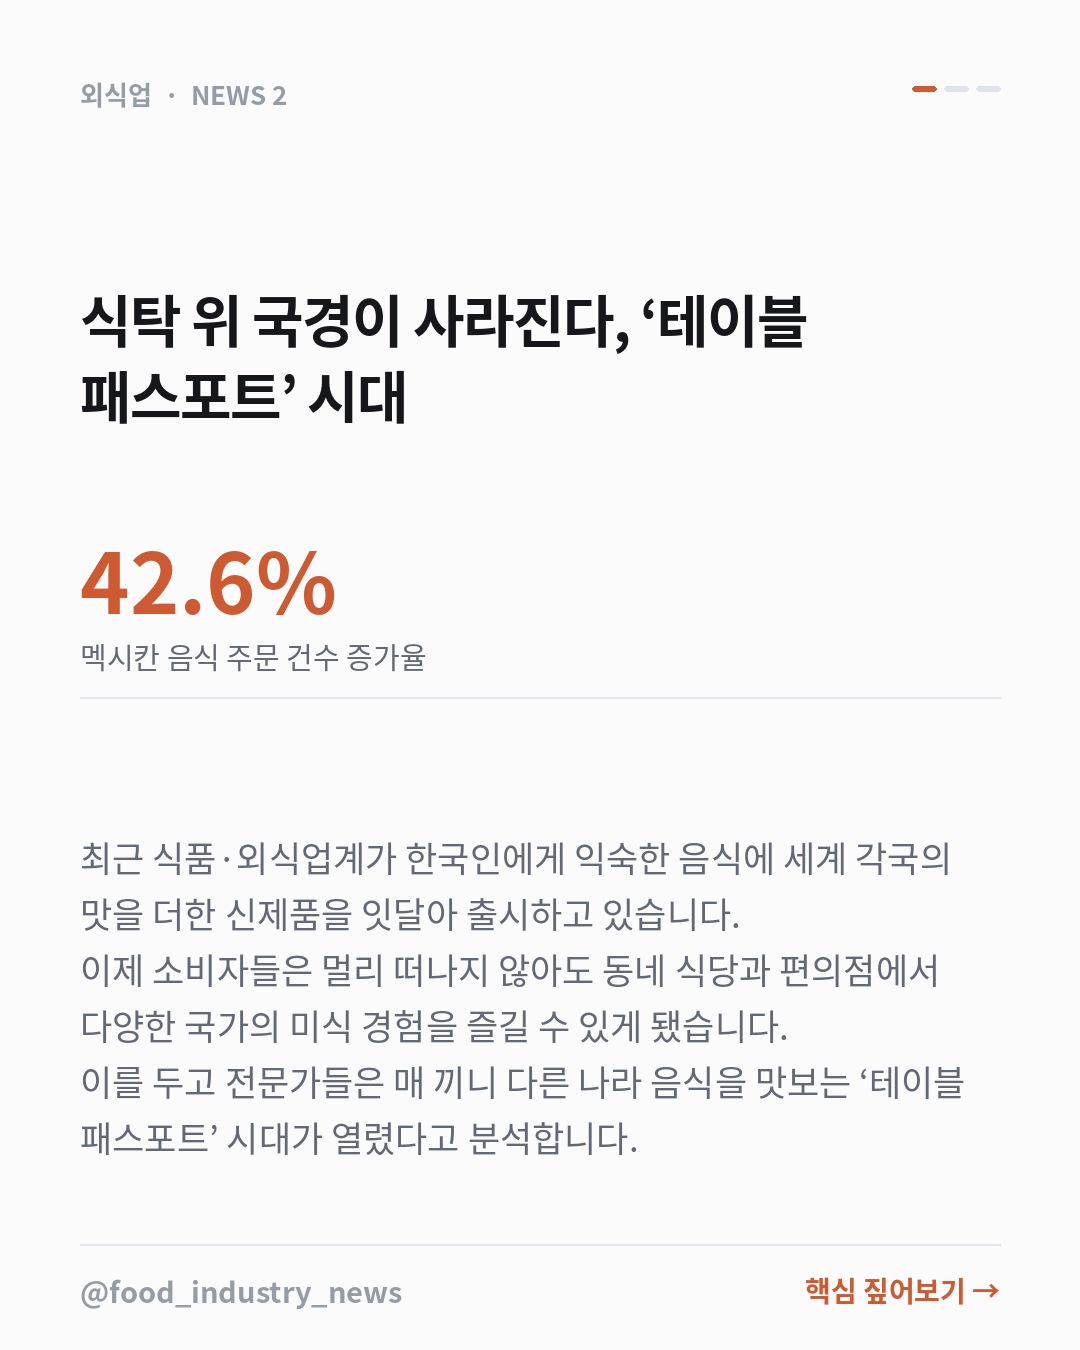 외식업 · NEWS 2
식탁 위 국경이 사라진다, ‘테이블
패스포트’ 시대
42.6%
멕시칸 음식 주문 건수 증가율
최근 식품·외식업계가 한국인에게 익숙한 음식에 세계 각국의
맛을 더한 신제품을 잇달아 출시하고 있습니다.
이제 소비자들은 멀리 떠나지 않아도 동네 식당과 편의점에서
다양한 국가의 미식 경험을 즐길 수 있게 됐습니다.
이를 두고 전문가들은 매 끼니 다른 나라 음식을 맛보는 ‘테이블
패스포트’ 시대가 열렸다고 분석합니다.
@food_industry_news
핵심 짚어보기 →